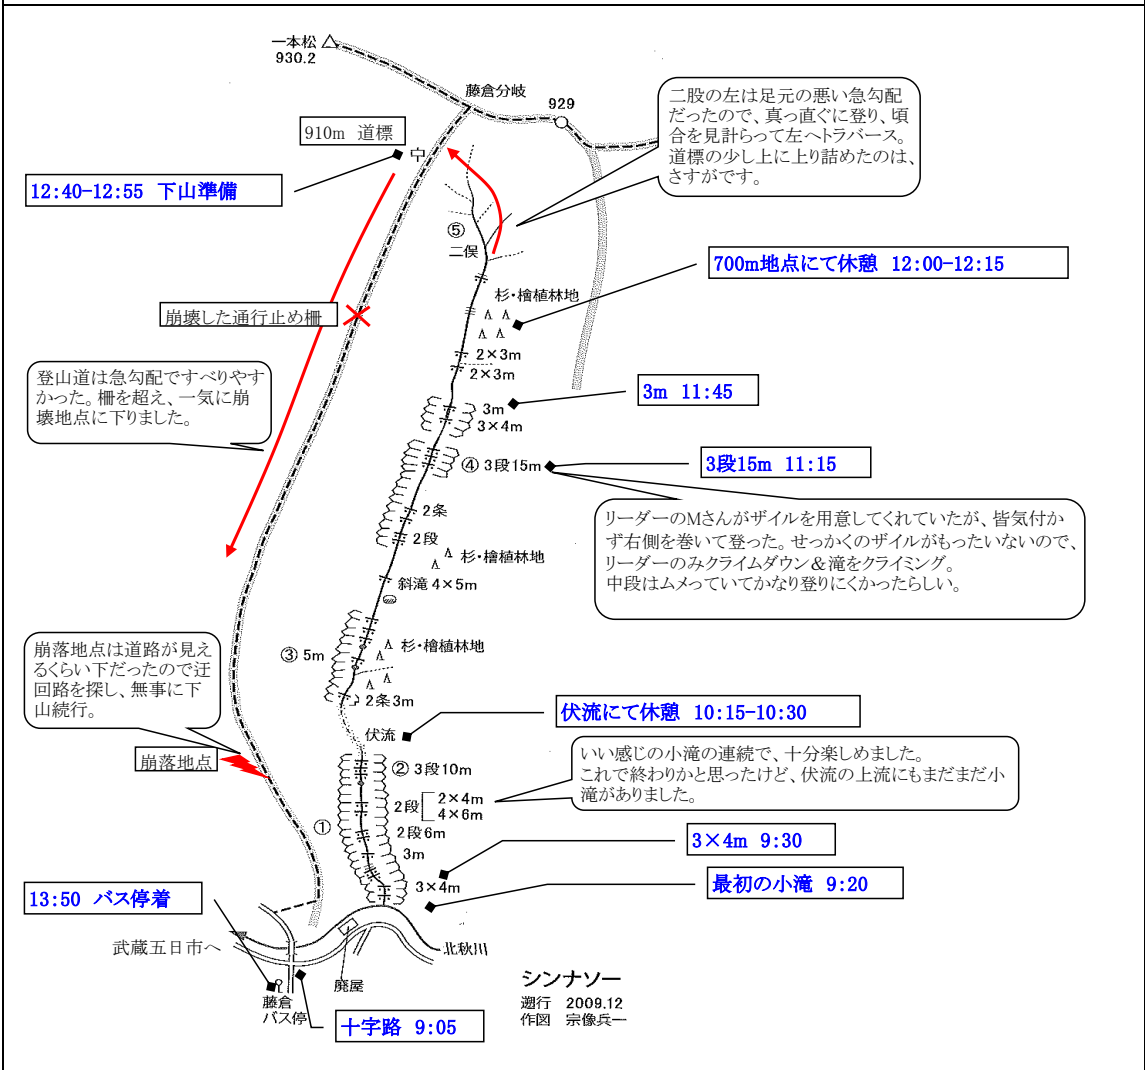 一本松
930.2
藤倉分岐
929
二股の左は足元の悪い急勾配
だったので、真っ直ぐに登り、頃
合を見計らって左へトラバース。
道標の少し上に上り詰めたのは、
さすがです。
910m 道標
12:40-12:55 下山準備
⑤
二俣
700m地点にて休憩 12:00-12:15
杉・檜植林地
崩壊した通行止め柵
2×3m
2×3m
登山道は急勾配ですべりやす
かった。柵を超え、一気に崩
壊地点に下りました。
3m 11:45
3m
3×4m
④ 3段15m
3段15m 11:15
リーダーのMさんがザイルを用意してくれていたが、皆気付か
ず右側を巻いて登った。せっかくのザイルがもったいないので、
リーダーのみクライムダウン＆滝をクライミング。
中段はムメっていてかなり登りにくかったらしい。
2条
2段
杉・檜植林地
斜滝 4×5m
③ 5m
杉・檜植林地
崩落地点は道路が見え
るくらい下だったので迂
回路を探し、無事に下
山続行。
2条 3m
伏流にて休憩 10:15-10:30
伏流
崩落地点
いい感じの小滝の連続で、十分楽しめました。
これで終わりかと思ったけど、伏流の上流にもまだまだ小
滝がありました。
② 3段10m
2段
2×4m
4×6m
①
2段6m
3×4m 9:30
3m
最初の小滝 9:20
3×4m
13:50 バス停着
武蔵五日市へ
北秋川
廃屋
藤倉
バス停
十字路 9:05
シンナソー
遡行 2009.12
作図 宗像兵一